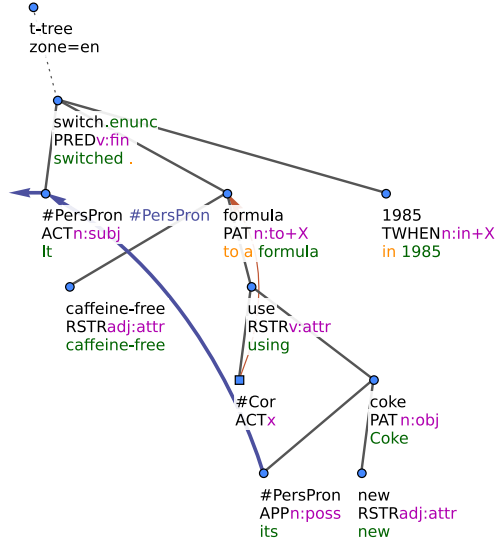 t-tree
zone=en
switch.enunc
PREDv:fin
switched .
#PersPron #PersPron
ACTn:subj
It
formula
PATn:to+X
to a formula
1985
TWHENn:in+X
in 1985
caffeine-free
RSTRadj:attr
caffeine-free
use
RSTRv:attr
using
#Cor
ACTx
coke
PATn:obj
Coke
#PersPron
APPn:poss
its
new
RSTRadj:attr
new